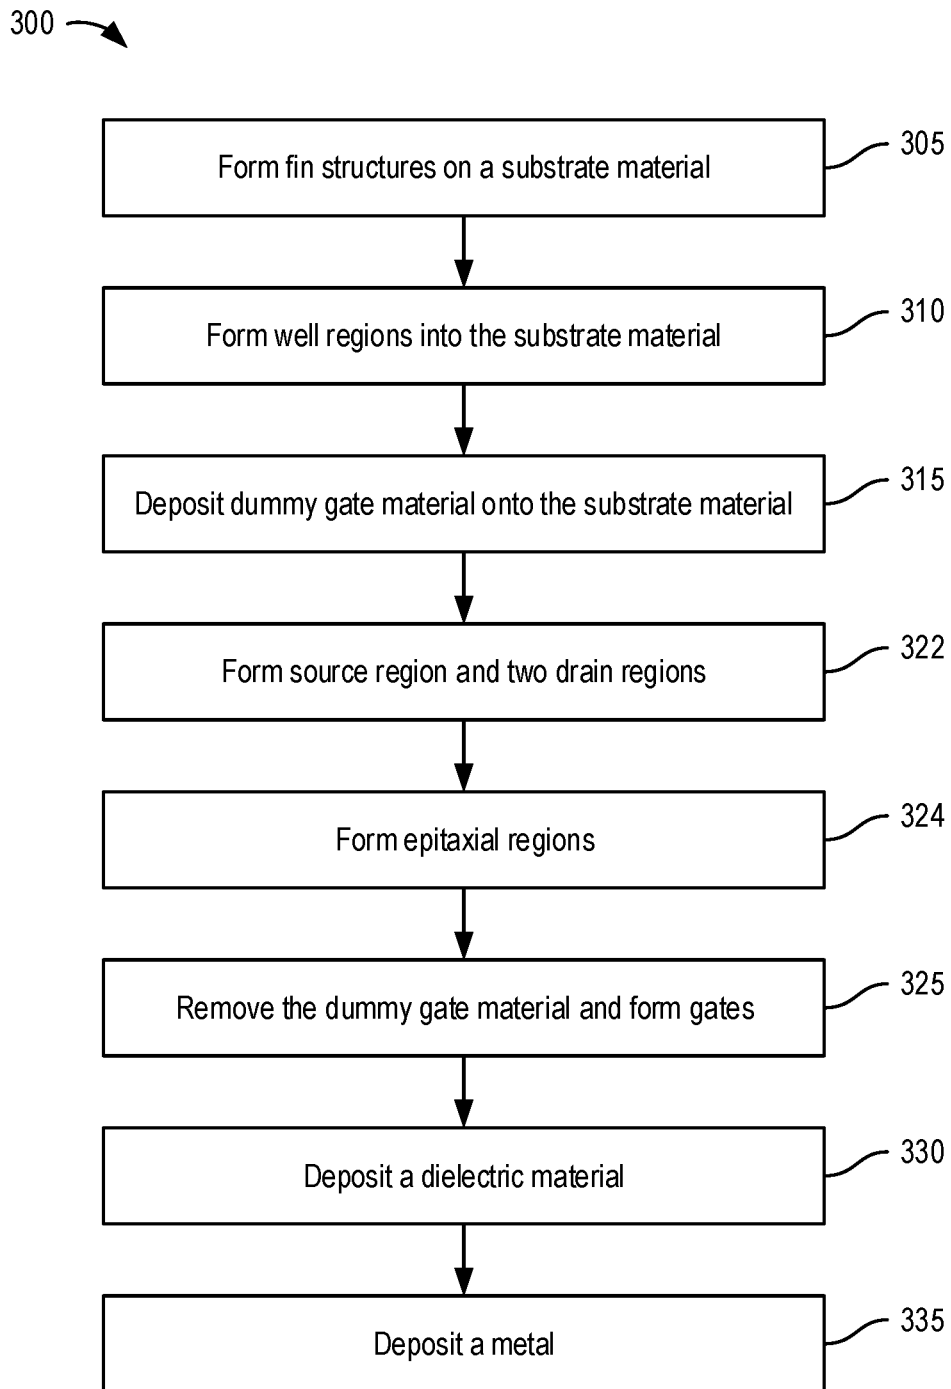 300
Form fin structures on a substrate material
305
Form well regions into the substrate material
310
Deposit dummy gate material onto the substrate material
315
Form source region and two drain regions
322
Form epitaxial regions
324
Remove the dummy gate material and form gates
325
Deposit a dielectric material
330
Deposit a metal
335